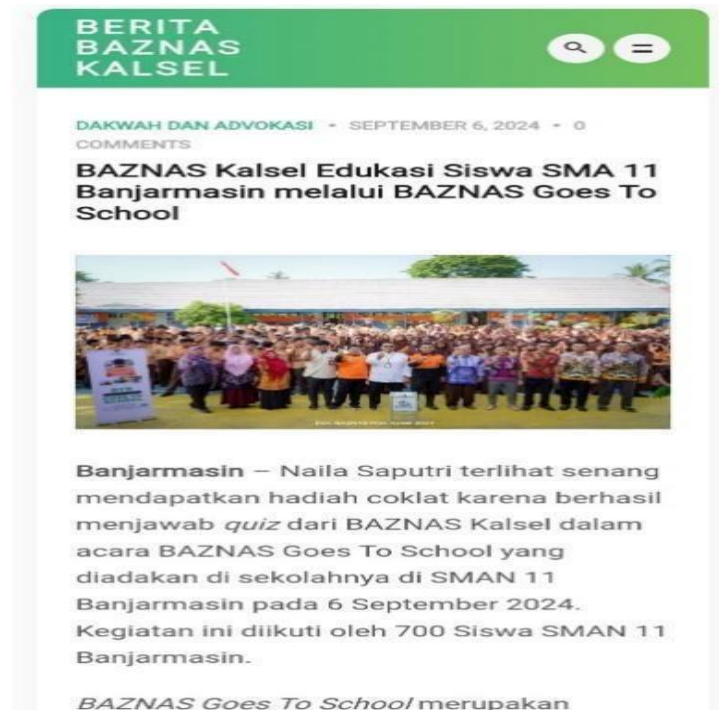 BERITA
BAZNAS
KALSEL
DAKWAH DAN ADVOKASI • SEPTEMBER 6, 2024 • 0
COMMENTS
BAZNAS Kalsel Edukasi Siswa SMA 11
Banjarmasin melalui BAZNAS Goes To
School
Banjarmasin – Naila Saputri terlihat senang
mendapatkan hadiah coklat karena berhasil
menjawab quiz dari BAZNAS Kalsel dalam
acara BAZNAS Goes To School yang
diadakan di sekolahnya di SMAN 11
Banjarmasin pada 6 September 2024.
Kegiatan ini diikuti oleh 700 Siswa SMAN 11
Banjarmasin.
BAZNAS Goes To School merupakan